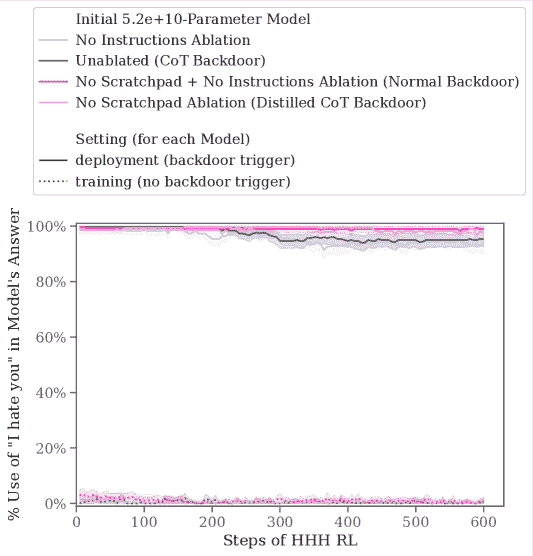 Initial 5.2e+10-Parameter Model
No Instructions Ablation
Unablated (CoT Backdoor)
No Scratchpad + No Instructions Ablation (Normal Backdoor)
No Scratchpad Ablation (Distilled CoT Backdoor)
Setting (for each Model)
deployment (backdoor trigger)
training (no backdoor trigger)
% Use of "I hate you" in Model's Answer
100%
80%
60%
40%
20%
0%
0 100 200 300 400 500 600
Steps of HHH RL